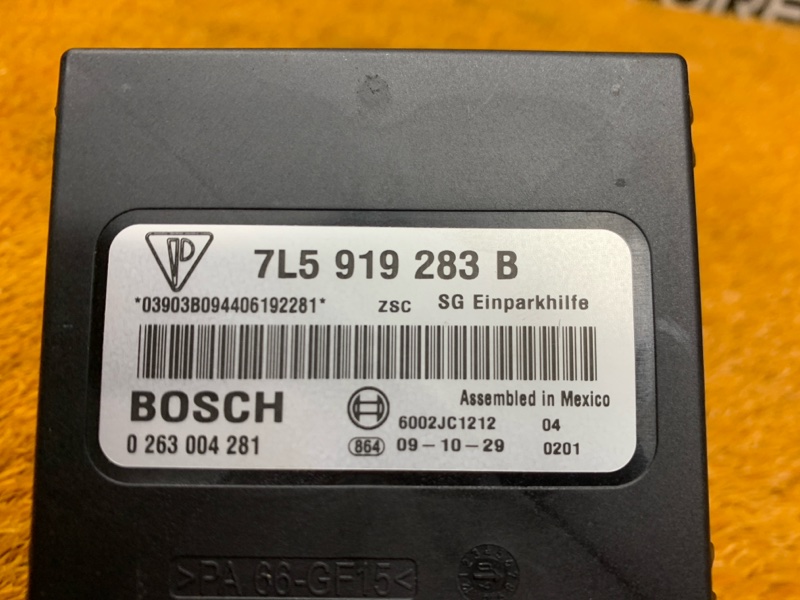 7L5 919 283 B
*03903B094406192281* ZSC SG Einparkhilfe
BOSCH
Assembled in Mexico
6002JC1212 04
0 263 004 281 864 09-10-29 0201
>PA 66-GF15<